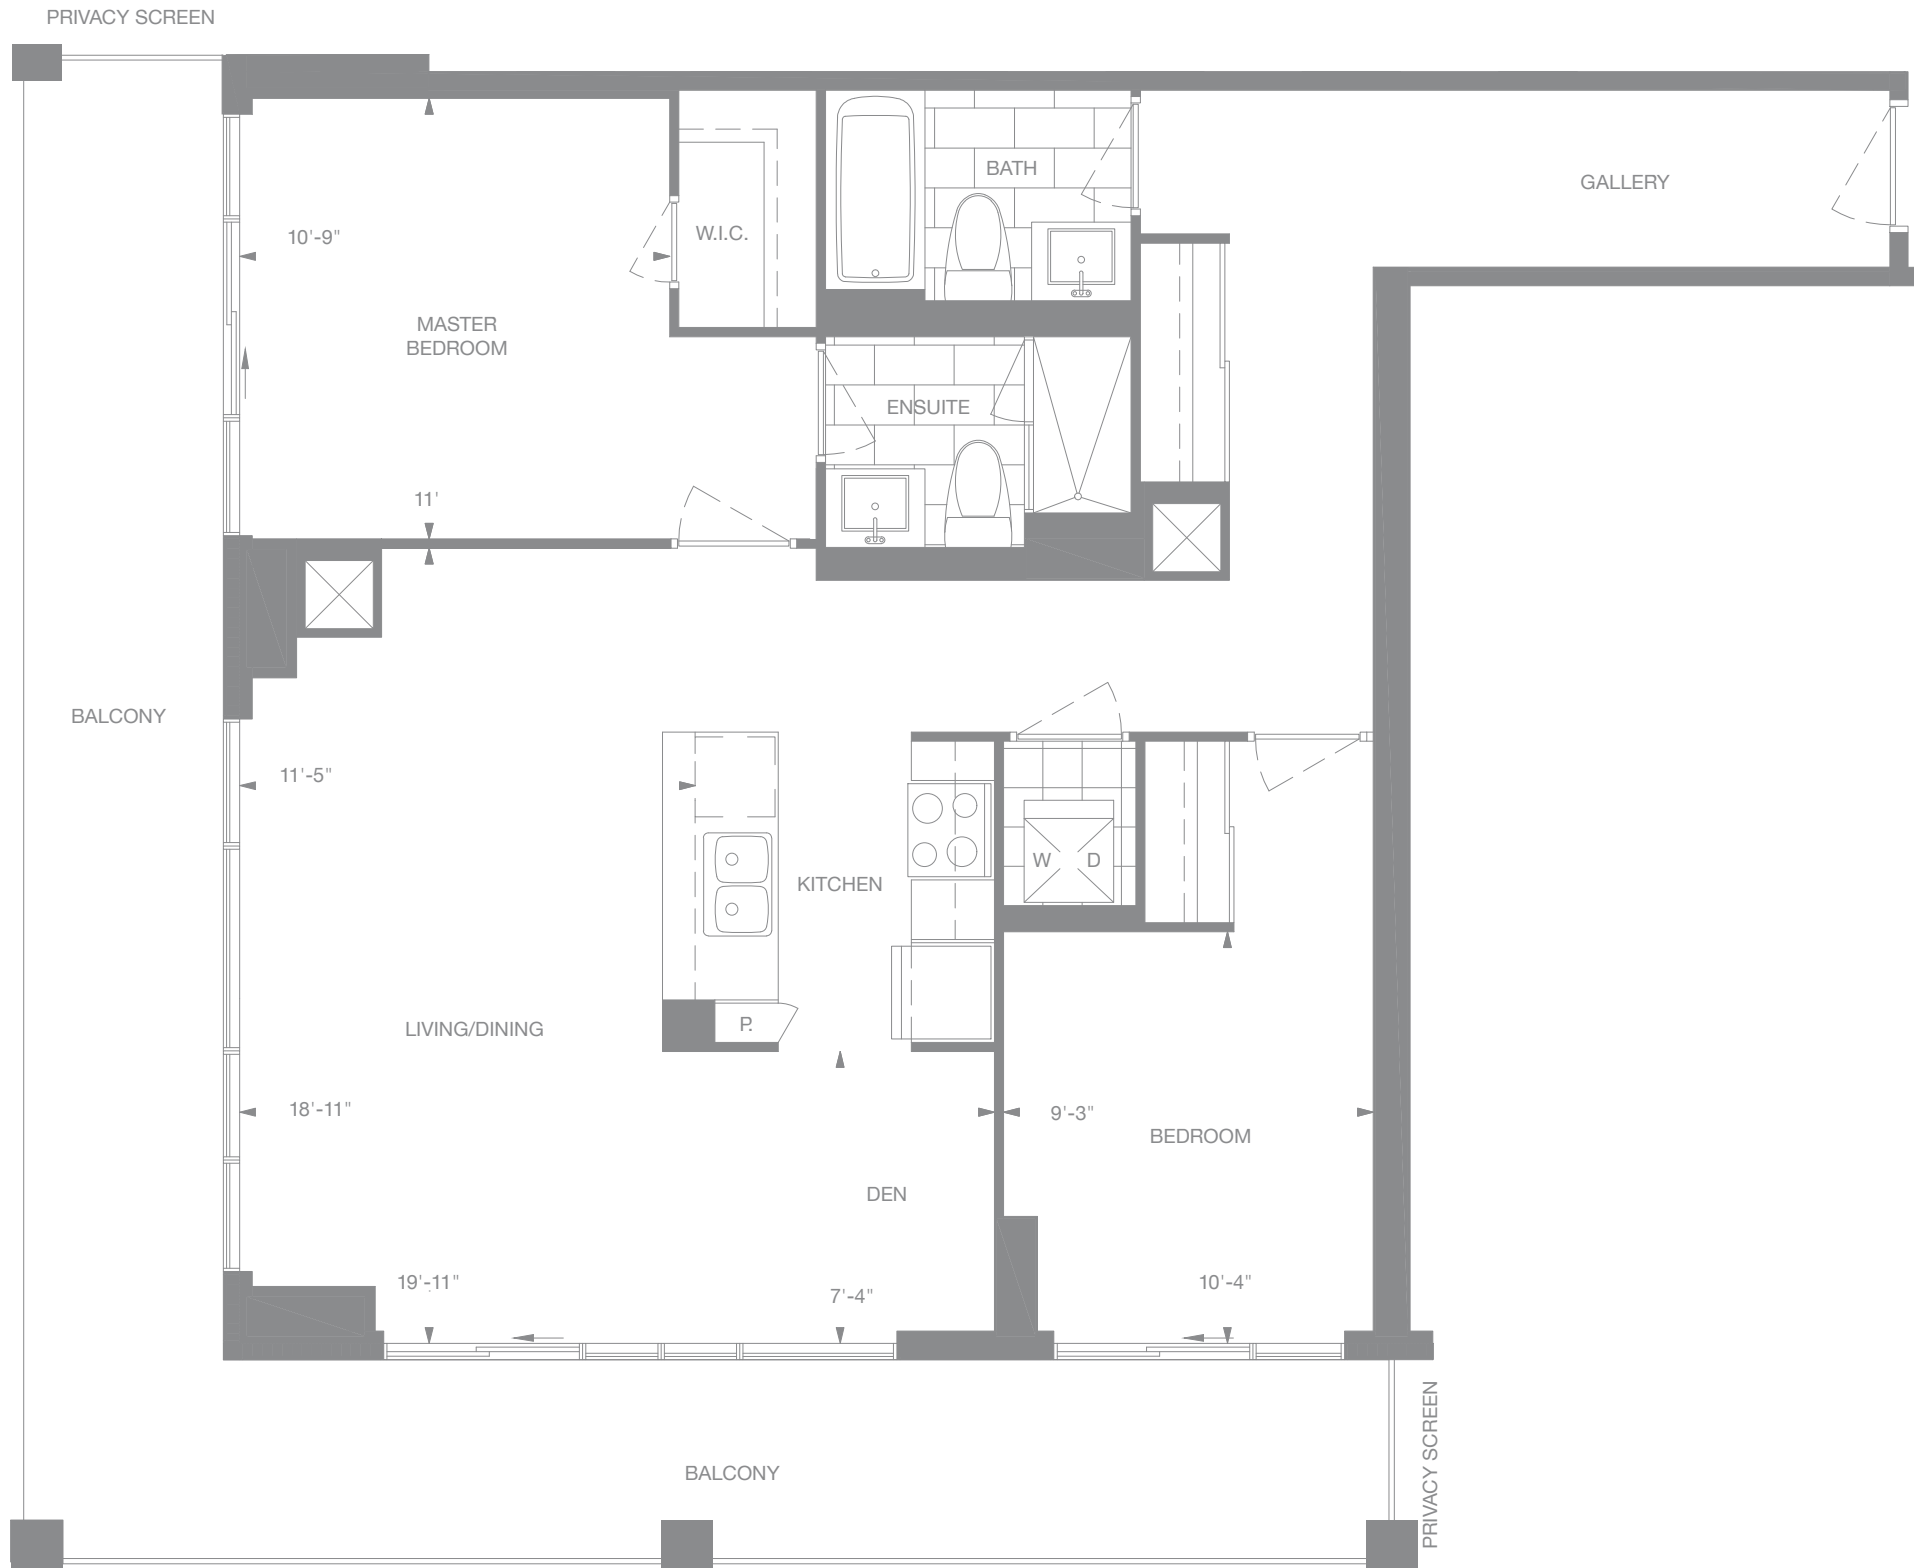 PRIVACY SCREEN
BATH
GALLERY
10'-9"
W.I.C.
MASTER
BEDROOM
ENSUITE
11'
BALCONY
11'-5"
W D
KITCHEN
P.
LIVING/DINING
18'-11"
9'-3"
BEDROOM
DEN
19'-11"
7'-4"
10'-4"
PRIVACY SCREEN
BALCONY